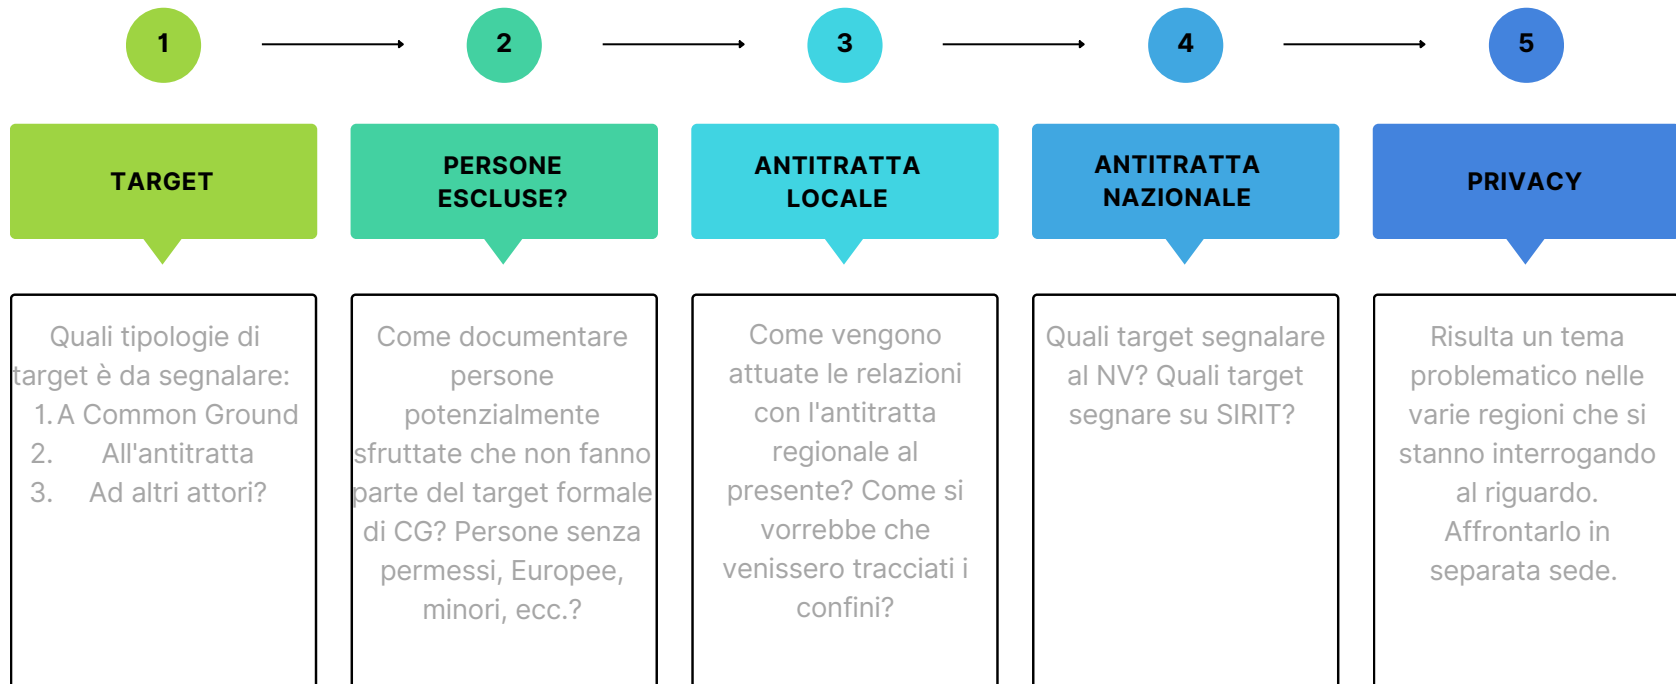 1
2
3
4
5
TARGET
PERSONE
ESCLUSE?
ANTITRATTA
LOCALE
ANTITRATTA
NAZIONALE
PRIVACY
Quali tipologie di
target è da segnalare:
1. A Common Ground
2. All'antitratta
3. Ad altri attori?
Come documentare
persone
potenzialmente
sfruttate che non fanno
parte del target formale
di CG? Persone senza
permessi, Europee,
minori, ecc.?
Come vengono
attuate le relazioni
con l'antitratta
regionale al
presente? Come si
vorrebbe che
venissero tracciati i
confini?
Quali target segnalare
al NV? Quali target
segnare su SIRIT?
Risulta un tema
problematico nelle
varie regioni che si
stanno interrogando
al riguardo.
Affrontarlo in
separata sede.